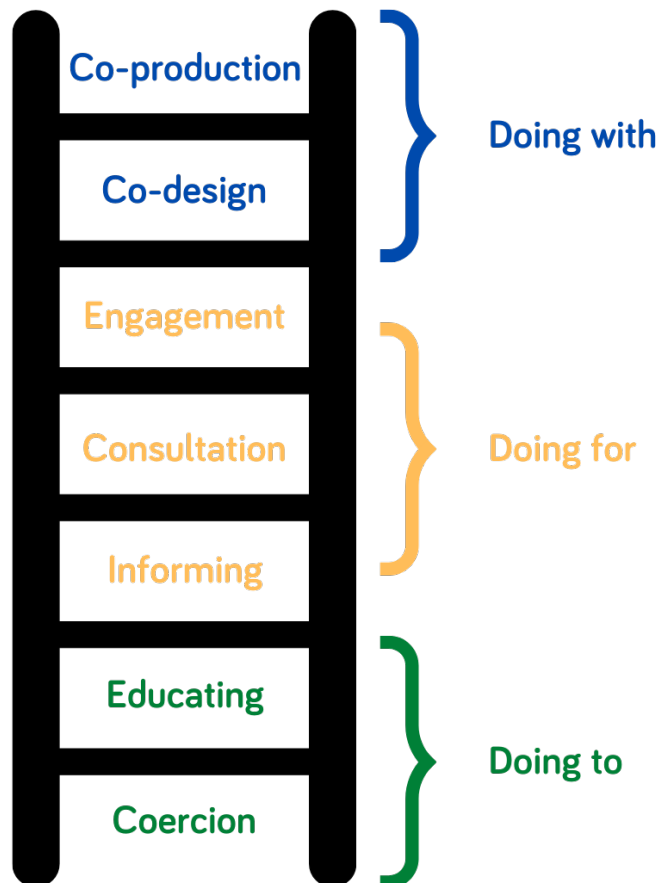 Co-production
Doing with
Co-design
Engagement
Consultation
Doing for
Informing
Educating
Doing to
Coercion